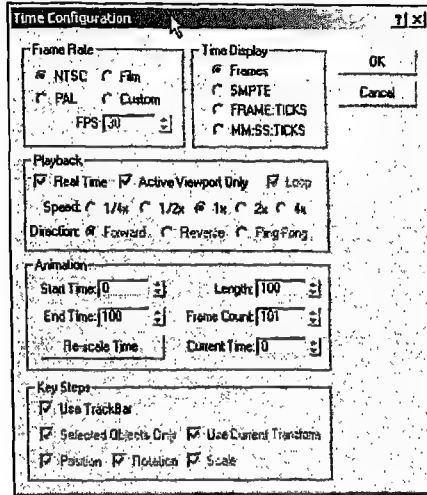 Time Configuration ? X
Frame Rate
NTSC Film
PAL Custom
FPS: 30
Time Display
Frames
SMPTE
FRAME:TICKS
MM:SS:TICKS
OK
Cancel
Playback
Real Time Active Viewport Only Loop
Speed: 1/4x 1/2x 1x 2x 4x
Direction: Forward Reverse Ping-Pong
Animation
Start Time: 0 Length: 100
End Time: 100 Frame Count: 101
Re-scale Time Current Time: 0
Key Steps
Use TrackBar
Selected Objects Only Use Current Transform
Position Rotation Scale